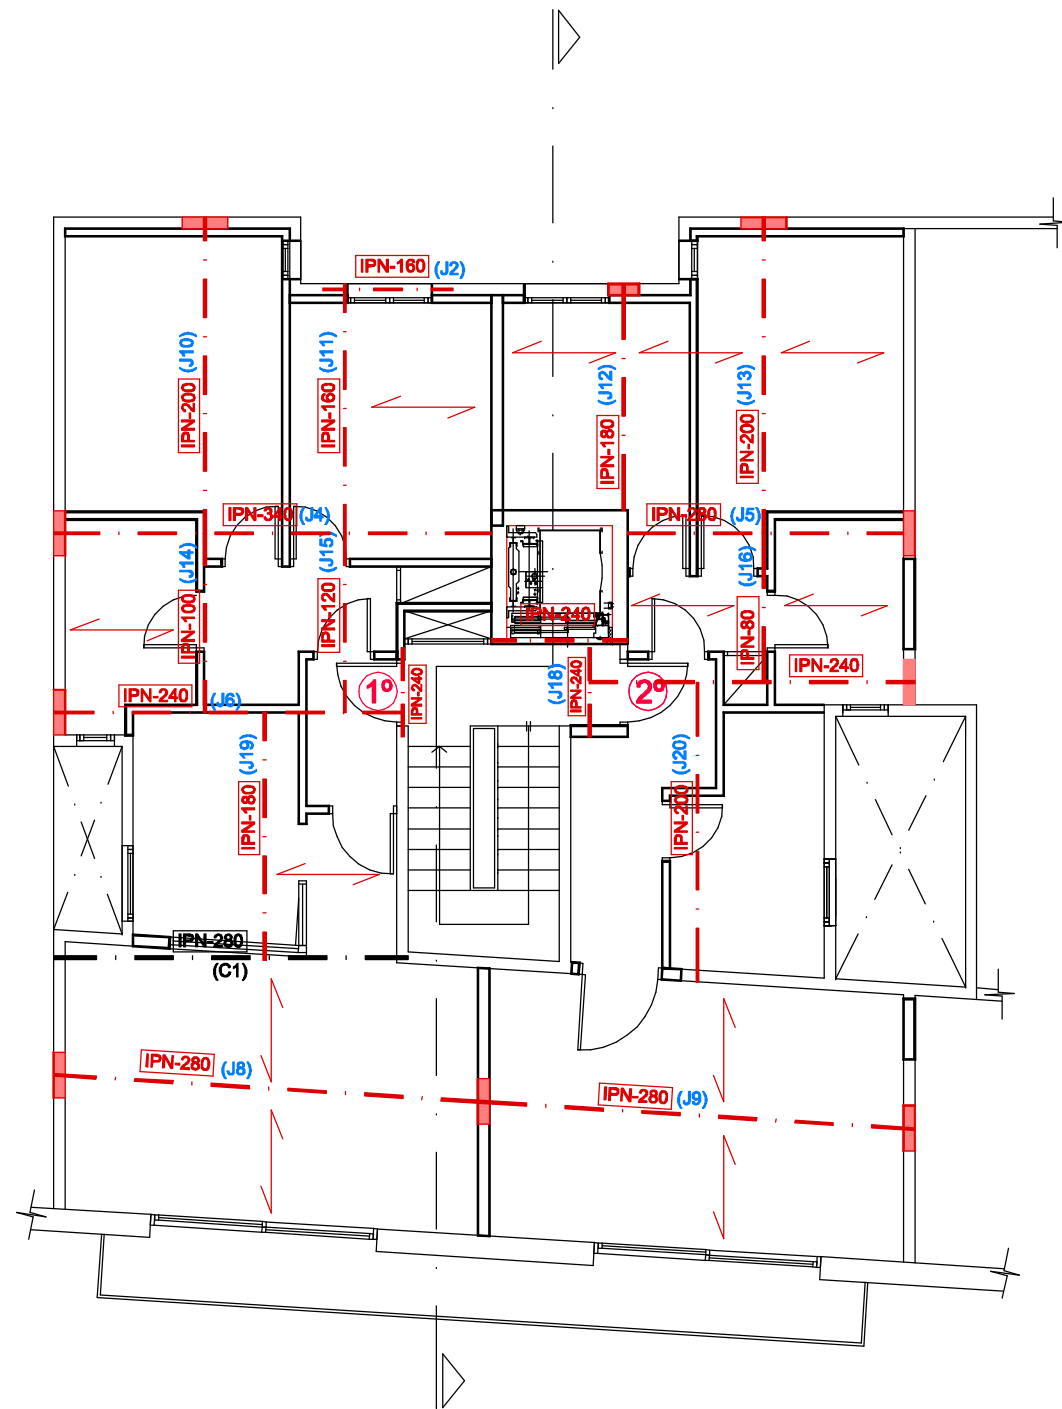 IPN-160 (J2)
IPN-200 (J10)
IPN-160 (J11)
IPN-180 (J12)
IPN-200 (J13)
IPN-340 (J4)
IPN-280 (J5)
IPN-100 (J14)
IPN-120 (J15)
IPN-80 (J16)
IPN-240
IPN-240
IPN-240 (J6)
1º
IPN-240
(J18)
IPN-240
2º
IPN-180 (J19)
IPN-200 (J20)
IPN-280
(C1)
IPN-280 (J8)
IPN-280 (J9)